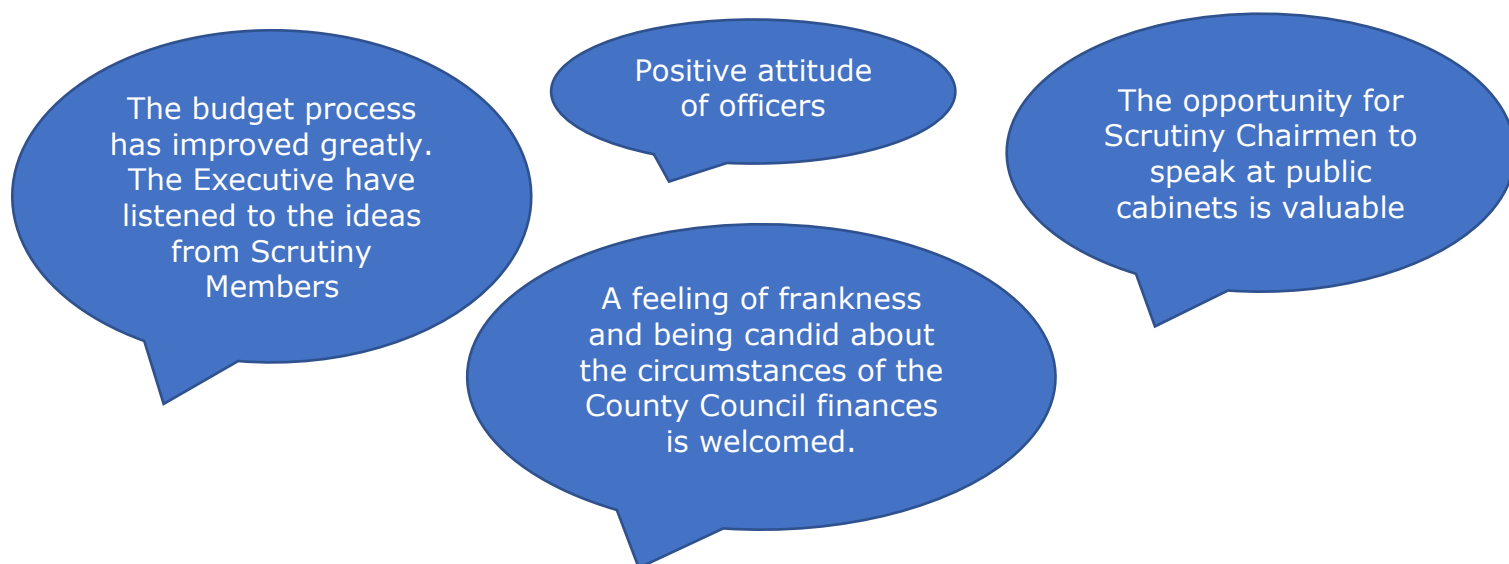 The budget process
has improved greatly.
The Executive have
listened to the ideas
from Scrutiny
Members
Positive attitude
of officers
The opportunity for
Scrutiny Chairmen to
speak at public
cabinets is valuable
A feeling of frankness
and being candid about
the circumstances of the
County Council finances
is welcomed.